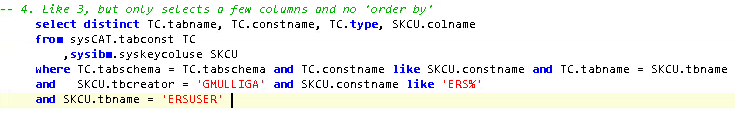 -- 4. Like 3, but only selects a few columns and no 'order by'
select distinct TC.tabname, TC.constname, TC.type, SKCU.colname
from sysCAT.tabconst TC
,sysibm.syskeycoluse SKCU
where TC.tabschema = TC.tabschema and TC.constname like SKCU.constname and TC.tabname = SKCU.tbname
and SKCU.tbcreator = 'GMULLIGA' and SKCU.constname like 'ERS%'
and SKCU.tbname = 'ERSUSER'